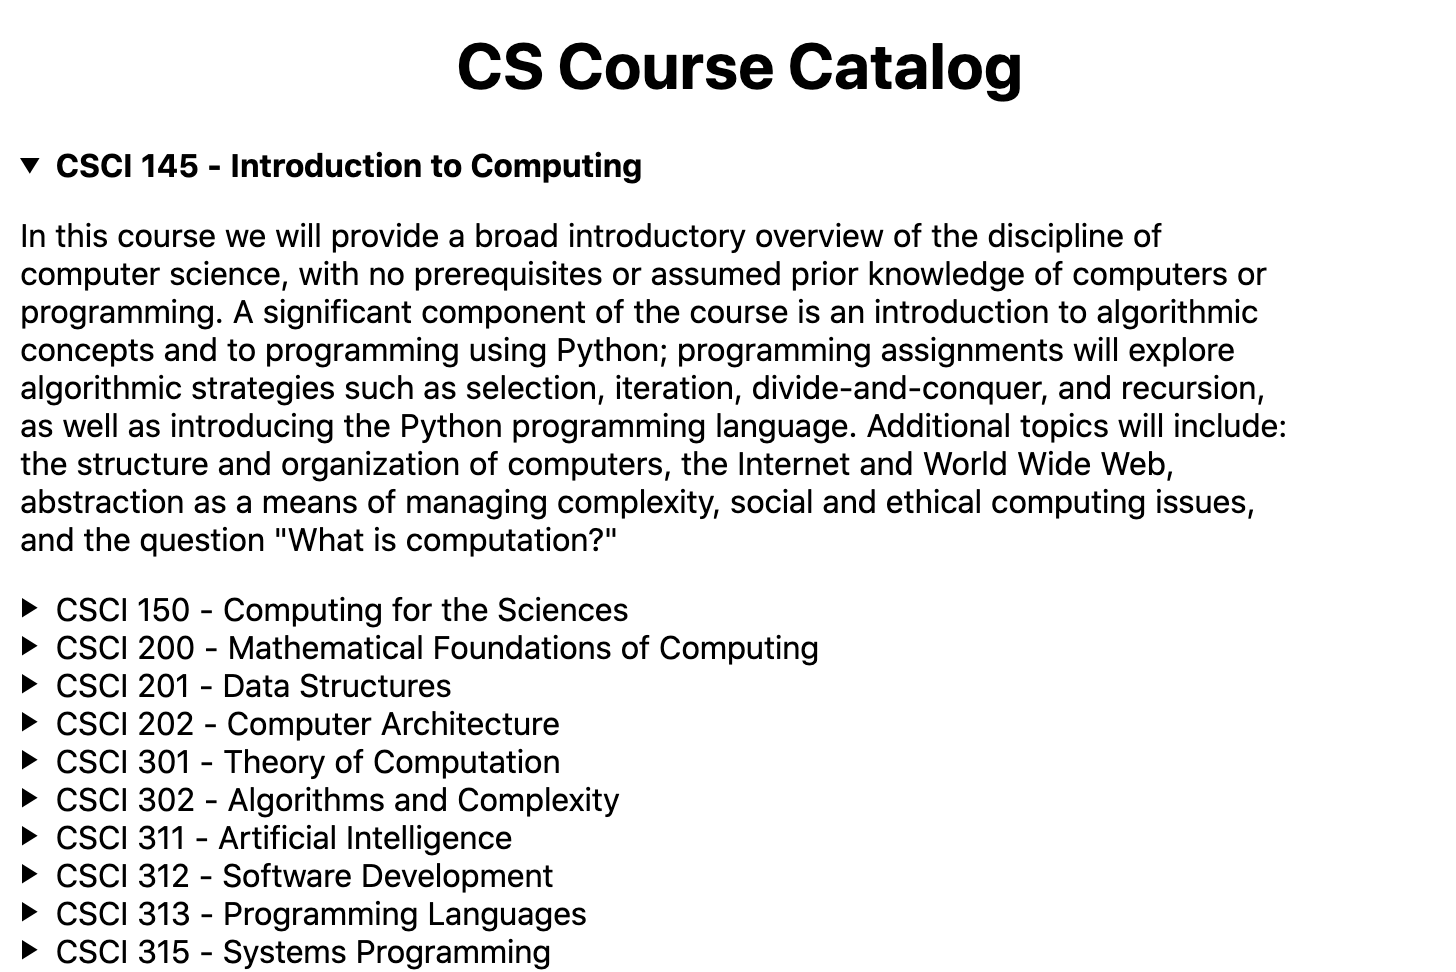 CS Course Catalog
▼ CSCI 145 - Introduction to Computing
In this course we will provide a broad introductory overview of the discipline of
computer science, with no prerequisites or assumed prior knowledge of computers or
programming. A significant component of the course is an introduction to algorithmic
concepts and to programming using Python; programming assignments will explore
algorithmic strategies such as selection, iteration, divide-and-conquer, and recursion,
as well as introducing the Python programming language. Additional topics will include:
the structure and organization of computers, the Internet and World Wide Web,
abstraction as a means of managing complexity, social and ethical computing issues,
and the question "What is computation?"
▶ CSCI 150 - Computing for the Sciences
▶ CSCI 200 - Mathematical Foundations of Computing
▶ CSCI 201 - Data Structures
▶ CSCI 202 - Computer Architecture
▶ CSCI 301 - Theory of Computation
▶ CSCI 302 - Algorithms and Complexity
▶ CSCI 311 - Artificial Intelligence
▶ CSCI 312 - Software Development
▶ CSCI 313 - Programming Languages
▶ CSCI 315 - Systems Programming